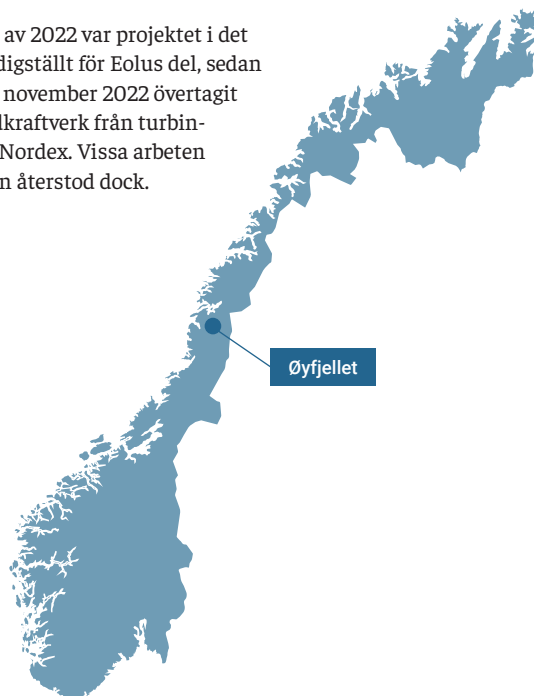 av 2022 var projektet i det
digställt för Eolus del, sedan
november 2022 övertagit
lkraftverk från turbin-
Nordex. Vissa arbeten
n återstod dock.
Øyfjellet